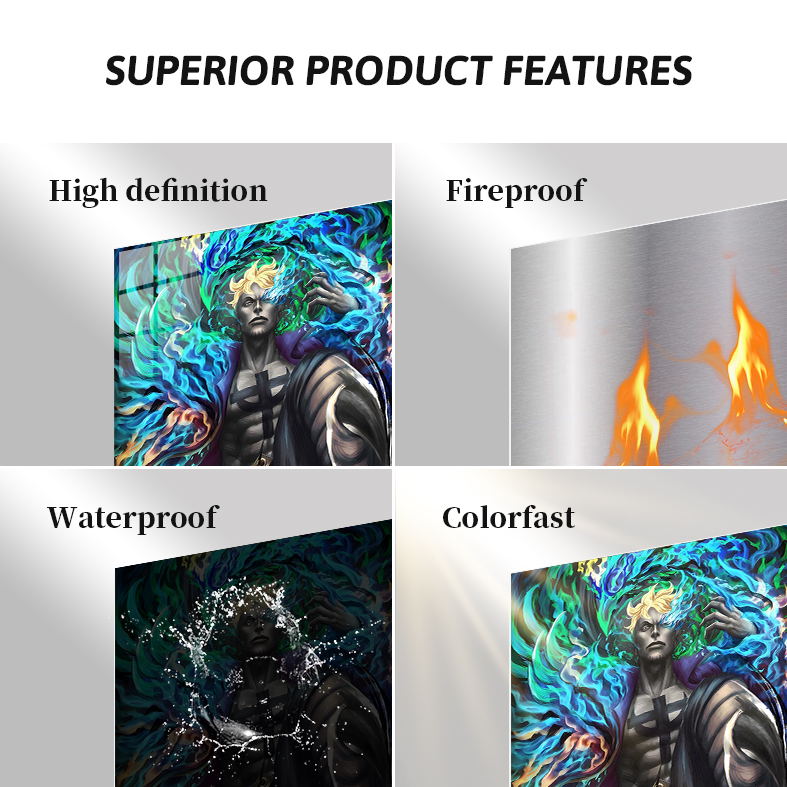 SUPERIOR PRODUCT FEATURES
High definition
Fireproof
Waterproof
Colorfast